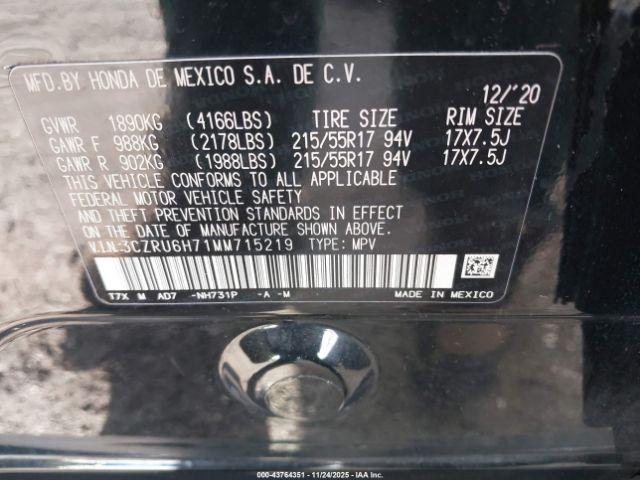 MFD.BY HONDA DE MEXICO S.A. DE C.V.
12/'20
GVWR 1890KG (4166LBS) TIRE SIZE RIM SIZE
GAWR F 988KG (2178LBS) 215/55R17 94V 17X7.5J
GAWR R 902KG (1988LBS) 215/55R17 94V 17X7.5J
THIS VEHICLE CONFORMS TO ALL APPLICABLE
FEDERAL MOTOR VEHICLE SAFETY
AND THEFT PREVENTION STANDARDS IN EFFECT
ON THE DATE OF MANUFACTURE SHOWN ABOVE.
V.I.N.:3CZRU6H71MM715219 TYPE: MPV
T7X M AD7 -NH731P -A -M MADE IN MEXICO
000-43764351 - 11/24/2025 - IAA Inc.